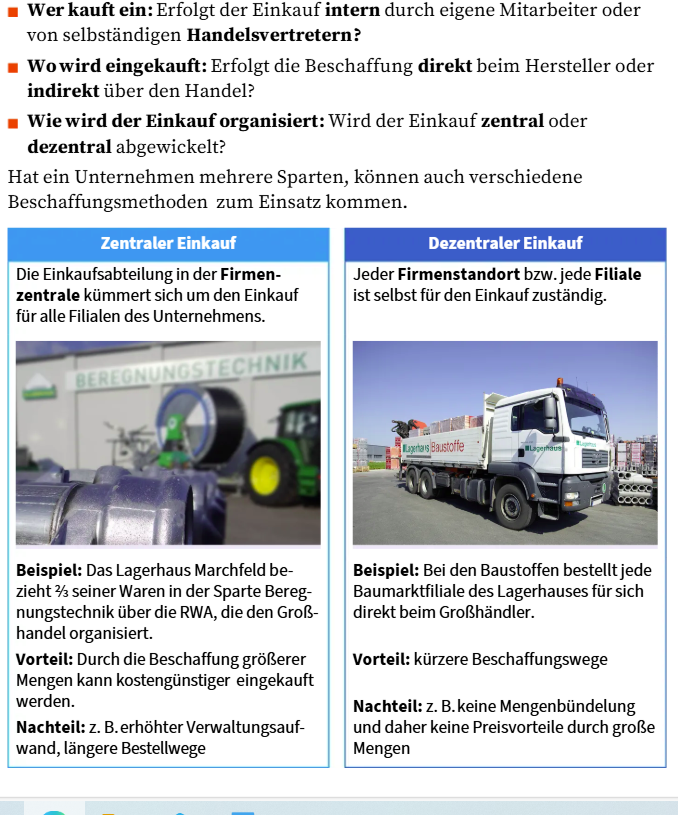 Wer kauft ein: Erfolgt der Einkauf intern durch eigene Mitarbeiter oder
von selbständigen Handelsvertretern?
Wo wird eingekauft: Erfolgt die Beschaffung direkt beim Hersteller oder
indirekt über den Handel?
Wie wird der Einkauf organisiert: Wird der Einkauf zentral oder
dezentral abgewickelt?
Hat ein Unternehmen mehrere Sparten, können auch verschiedene
Beschaffungsmethoden zum Einsatz kommen.
Zentraler Einkauf
Die Einkaufsabteilung in der Firmen-
zentrale kümmert sich um den Einkauf
für alle Filialen des Unternehmens.
BEREGNUNGSTECHNIK
Beispiel: Das Lagerhaus Marchfeld be-
zieht ⅔ seiner Waren in der Sparte Bereg-
nungstechnik über die RWA, die den Groß-
handel organisiert.
Vorteil: Durch die Beschaffung größerer
Mengen kann kostengünstiger eingekauft
werden.
Nachteil: z. B. erhöhter Verwaltungsauf-
wand, längere Bestellwege
Dezentraler Einkauf
Jeder Firmenstandort bzw. jede Filiale
ist selbst für den Einkauf zuständig.
Lagerhaus Baustoffe
Lagerhaus
Lagerhaus
Beispiel: Bei den Baustoffen bestellt jede
Baumarktfiliale des Lagerhauses für sich
direkt beim Großhändler.
Vorteil: kürzere Beschaffungswege
Nachteil: z. B. keine Mengenbündelung
und daher keine Preisvorteile durch große
Mengen